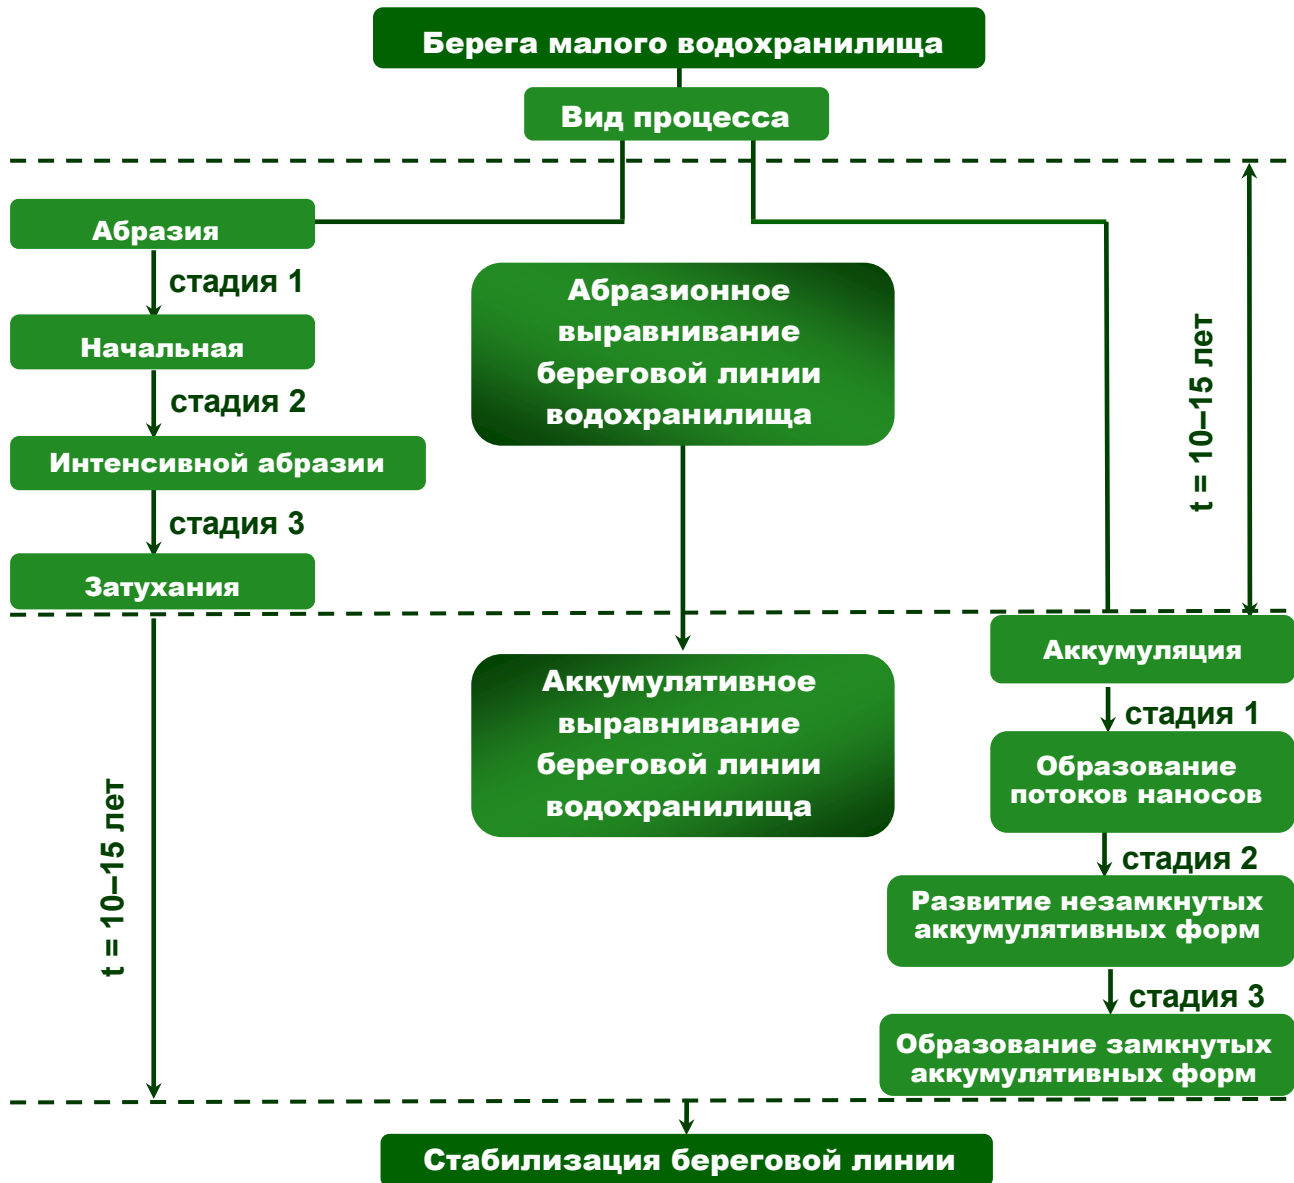 Берега малого водохранилища
Вид процесса
Абразия
стадия 1
Начальная
стадия 2
Интенсивной абразии
стадия 3
Затухания
t = 10–15 лет
Абразионное
выравнивание
береговой линии
водохранилища
Аккумулятивное
выравнивание
береговой линии
водохранилища
t = 10–15 лет
Аккумуляция
стадия 1
Образование
потоков наносов
стадия 2
Развитие незамкнутых
аккумулятивных форм
стадия 3
Образование замкнутых
аккумулятивных форм
Стабилизация береговой линии